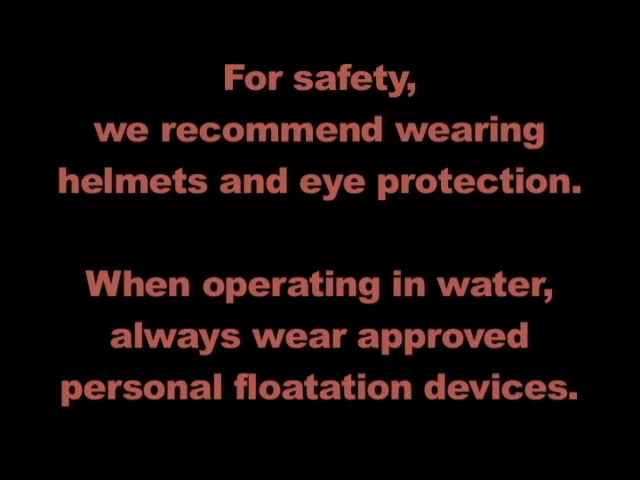 For safety,
we recommend wearing
helmets and eye protection.
When operating in water,
always wear approved
personal floatation devices.